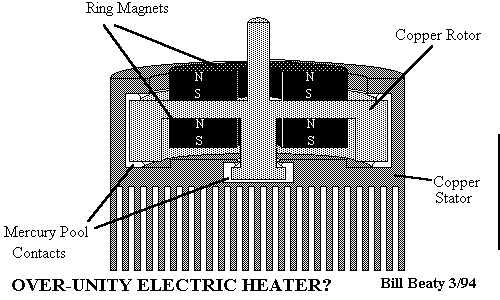 Ring Magnets
Copper Rotor
N N
S S
N N
S S
Copper
Stator
Mercury Pool
Contacts
OVER-UNITY ELECTRIC HEATER?
Bill Beaty 3/94